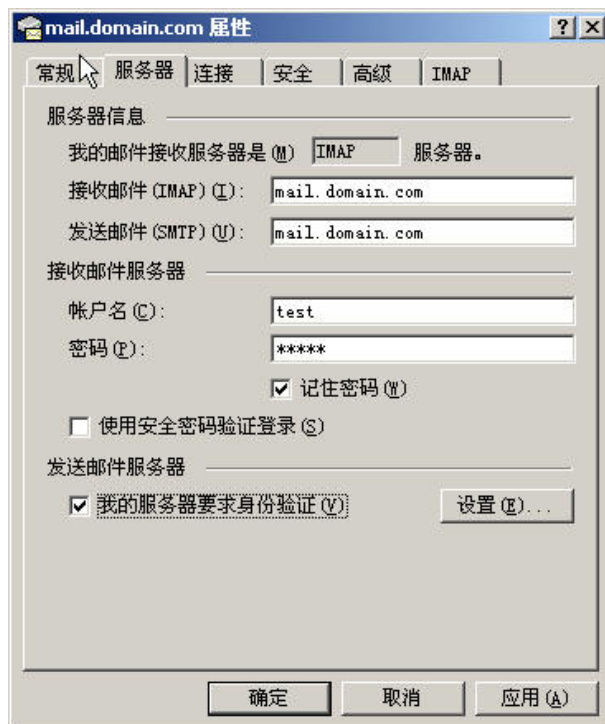 mail.domain.com 属性
常规 服务器 连接 安全 高级 IMAP
服务器信息
我的邮件接收服务器是(M) IMAP 服务器。
接收邮件(IMAP)(I): mail.domain.com
发送邮件(SMTP)(U): mail.domain.com
接收邮件服务器
帐户名(C): test
密码(P): *****
记住密码(W)
使用安全密码验证登录(S)
发送邮件服务器
我的服务器要求身份验证(V) 设置(E)...
确定 取消 应用(A)